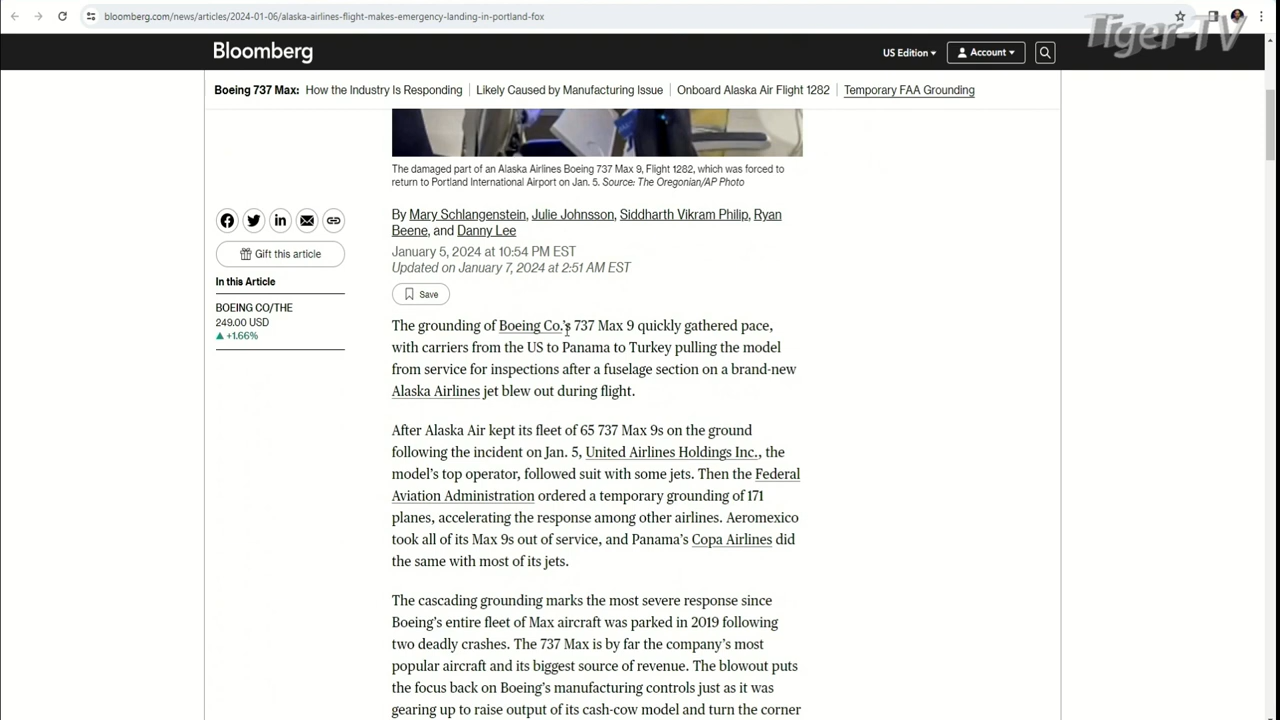 bloomberg.com/news/articles/2024-01-06/alaska-airlines-flight-makes-emergency-landing-in-portland-fox
Tiger-TV
Bloomberg
US Edition
Account
Boeing 737 Max: How the Industry Is Responding | Likely Caused by Manufacturing Issue | Onboard Alaska Air Flight 1282 | Temporary FAA Grounding
The damaged part of an Alaska Airlines Boeing 737 Max 9, Flight 1282, which was forced to
return to Portland International Airport on Jan. 5. Source: The Oregonian/AP Photo
By Mary Schlangenstein, Julie Johnsson, Siddharth Vikram Philip, Ryan
Beene, and Danny Lee
January 5, 2024 at 10:54 PM EST
Updated on January 7, 2024 at 2:51 AM EST
Save
Gift this article
In this Article
BOEING CO/THE
249.00 USD
▲ +1.66%
The grounding of Boeing Co.'s 737 Max 9 quickly gathered pace,
with carriers from the US to Panama to Turkey pulling the model
from service for inspections after a fuselage section on a brand-new
Alaska Airlines jet blew out during flight.
After Alaska Air kept its fleet of 65 737 Max 9s on the ground
following the incident on Jan. 5, United Airlines Holdings Inc., the
model's top operator, followed suit with some jets. Then the Federal
Aviation Administration ordered a temporary grounding of 171
planes, accelerating the response among other airlines. Aeromexico
took all of its Max 9s out of service, and Panama's Copa Airlines did
the same with most of its jets.
The cascading grounding marks the most severe response since
Boeing's entire fleet of Max aircraft was parked in 2019 following
two deadly crashes. The 737 Max is by far the company's most
popular aircraft and its biggest source of revenue. The blowout puts
the focus back on Boeing's manufacturing controls just as it was
gearing up to raise output of its cash-cow model and turn the corner